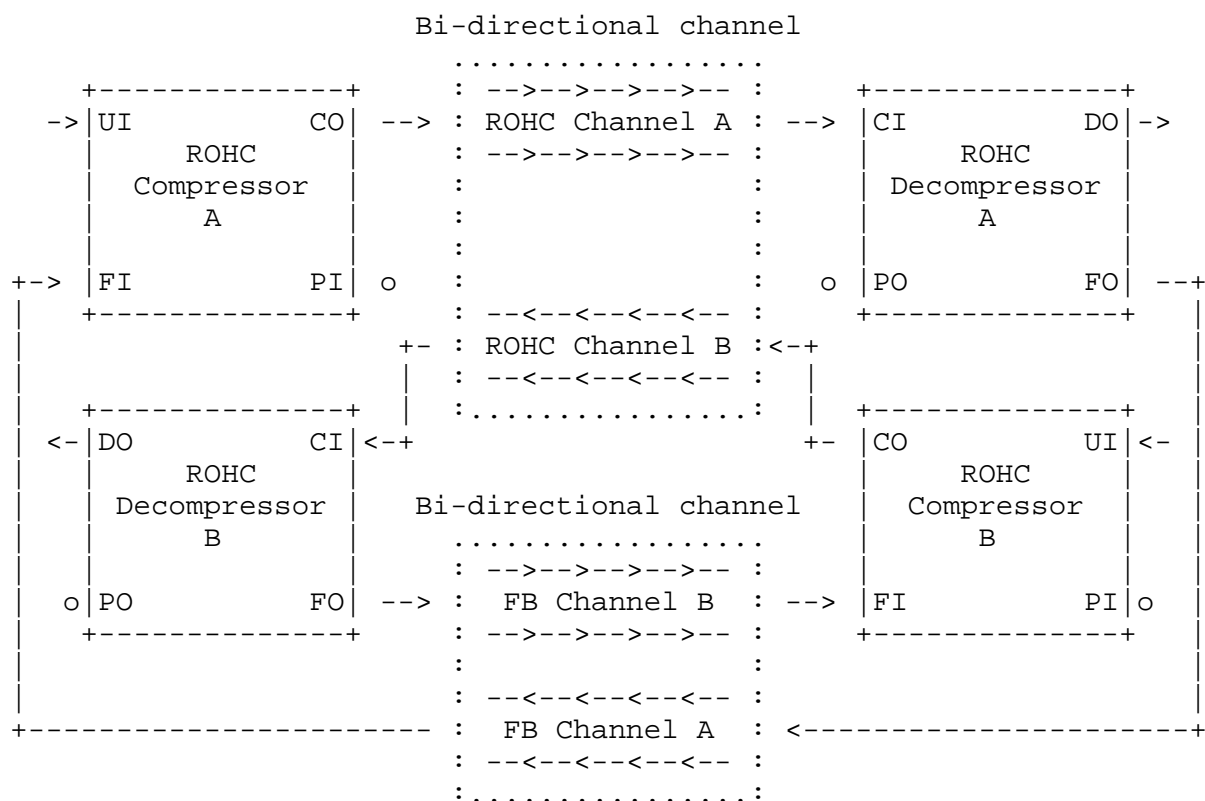 Bi-directional channel
UI CO ROHC Channel A CI DO
ROHC ROHC
Compressor Decompressor
A A
FI PI o o PO FO
ROHC Channel B
DO CI CO UI
ROHC ROHC
Decompressor Bi-directional channel Compressor
B B
o PO FO FB Channel B FI PI o
FB Channel A